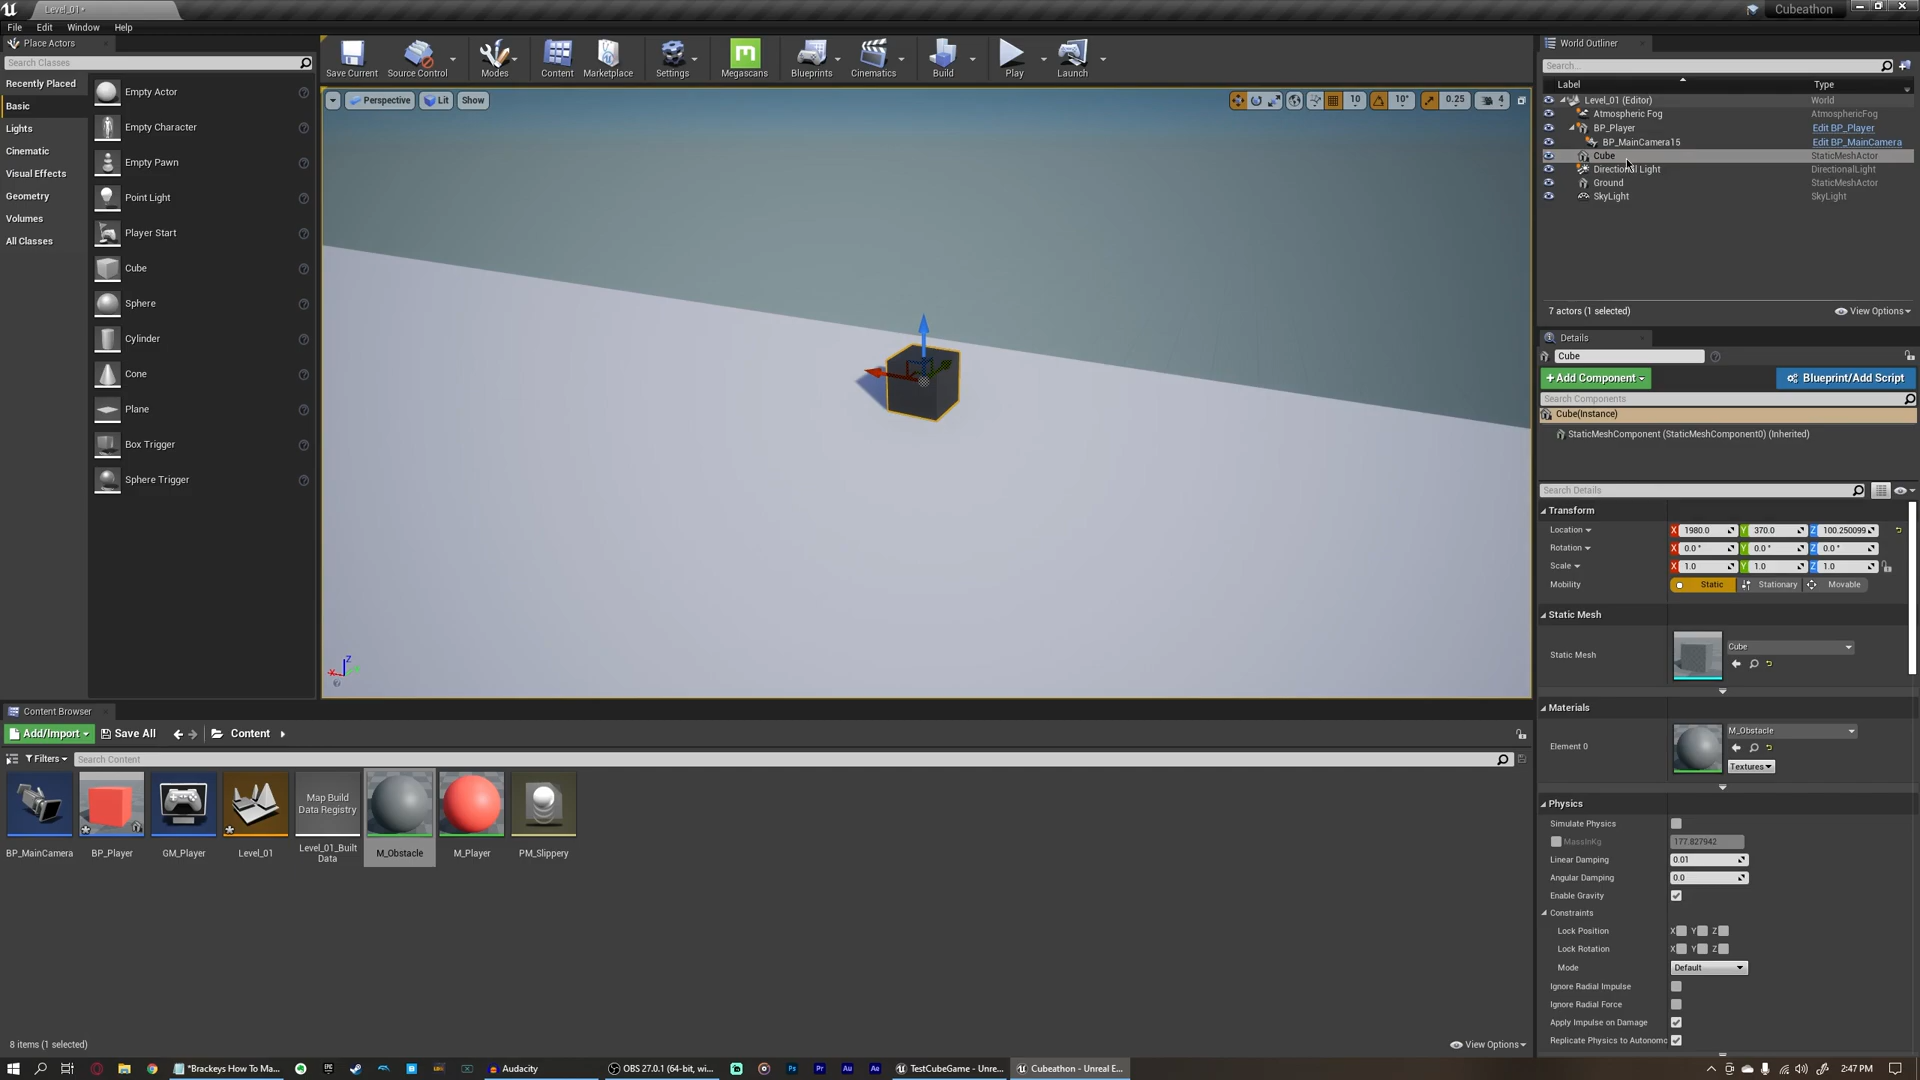 Level_01*
Cubeathon
File Edit Window Help
Place Actors
Search Classes
Recently Placed
Basic
Lights
Cinematic
Visual Effects
Geometry
Volumes
All Classes
Empty Actor
Empty Character
Empty Pawn
Point Light
Player Start
Cube
Sphere
Cylinder
Cone
Plane
Box Trigger
Sphere Trigger
Save Current
Source Control
Modes
Content
Marketplace
Settings
Megascans
Blueprints
Cinematics
Build
Play
Launch
Perspective
Lit
Show
10
10°
0.25
4
Z
X
World Outliner
Search...
Label Type
Level_01 (Editor) World
Atmospheric Fog AtmosphericFog
BP_Player Edit BP_Player
BP_MainCamera15 Edit BP_MainCamera
Cube StaticMeshActor
Directional Light DirectionalLight
Ground StaticMeshActor
SkyLight SkyLight
7 actors (1 selected)
View Options
Details
Cube
+ Add Component
Blueprint/Add Script
Search Components
Cube(Instance)
StaticMeshComponent (StaticMeshComponent0) (Inherited)
Search Details
Transform
Location X 1980.0 Y 370.0 Z 100.250099
Rotation X 0.0 ° Y 0.0 ° Z 0.0 °
Scale X 1.0 Y 1.0 Z 1.0
Mobility Static Stationary Movable
Static Mesh
Static Mesh
Cube
Materials
Element 0
M_Obstacle
Textures
Physics
Simulate Physics
MassInKg 177.827942
Linear Damping 0.01
Angular Damping 0.0
Enable Gravity
Constraints
Lock Position X Y Z
Lock Rotation X Y Z
Mode Default
Ignore Radial Impulse
Ignore Radial Force
Apply Impulse on Damage
Replicate Physics to Autonomo
Content Browser
Add/Import
Save All
Content
Filters
Search Content
Map Build
Data Registry
BP_MainCamera
BP_Player
GM_Player
Level_01
Level_01_Built
Data
M_Obstacle
M_Player
PM_Slippery
8 items (1 selected)
View Options
*Brackeys How To Ma...
Audacity
OBS 27.0.1 (64-bit, wi...
TestCubeGame - Unre...
Cubeathon - Unreal E...
2:47 PM